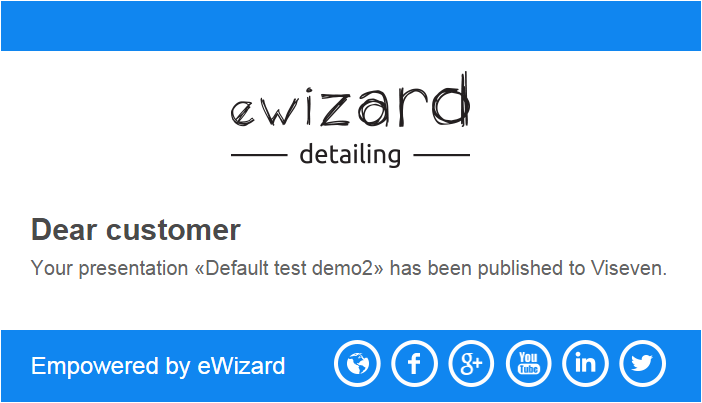 ewizard
detailing
Dear customer
Your presentation «Default test demo2» has been published to Viseven.
Empowered by eWizard
f
g+
You
Tube
in